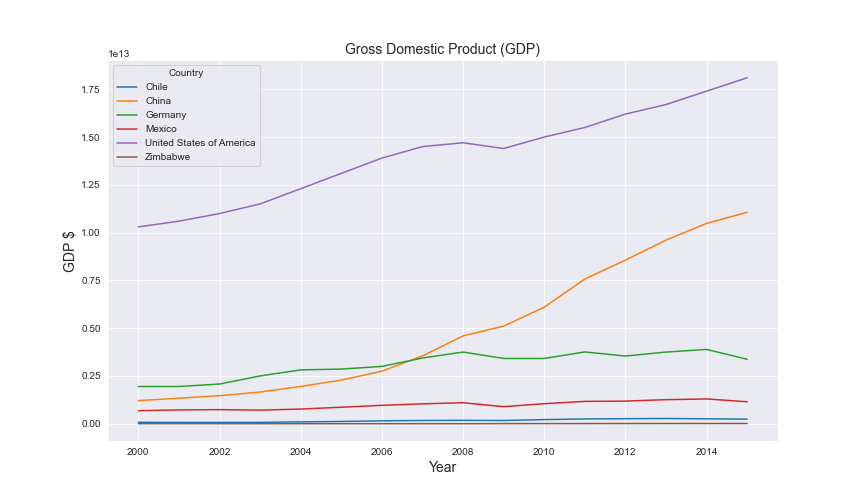 Gross Domestic Product (GDP)
1e13
Country
Chile
China
Germany
Mexico
United States of America
Zimbabwe
1.75
1.50
1.25
1.00
0.75
0.50
0.25
0.00
GDP $
2000 2002 2004 2006 2008 2010 2012 2014
Year